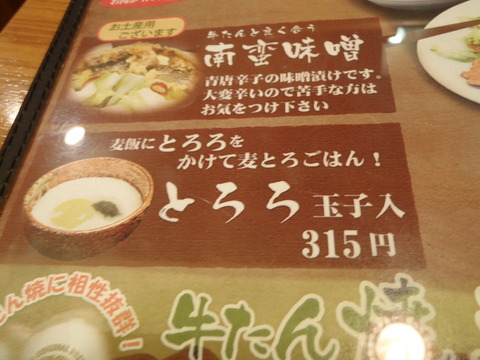 お土産用
ございます
牛たんと良く合う
南蛮味噌
青唐辛子の味噌漬けです。
大変辛いので苦手な方は
お気をつけ下さい
麦飯にとろろを
かけて麦とろごはん！
とろろ 玉子入
315円
たん焼に相性抜群！
牛たん焼